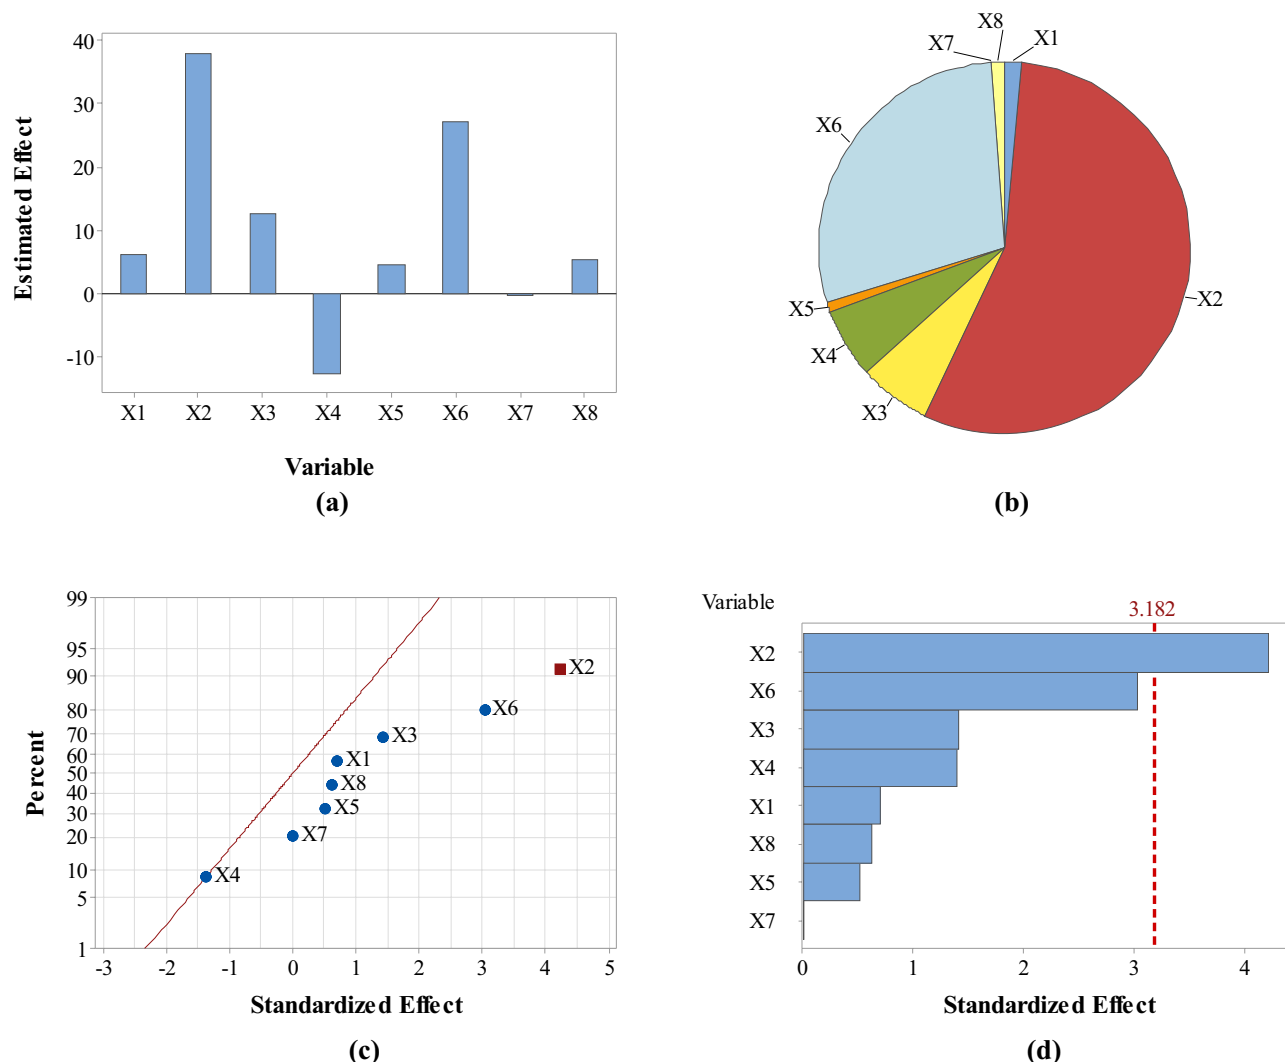 40
30
20
10
0
-10
Estimated Effect
X1 X2 X3 X4 X5 X6 X7 X8
Variable
(a)
X8
X7
X1
X6
X2
X5
X4
X3
(b)
99
95
90
80
70
60
50
40
30
20
10
5
1
Percent
X2
X6
X3
X1
X8
X5
X7
X4
-3 -2 -1 0 1 2 3 4 5
Standardized Effect
(c)
Variable
3.182
X2
X6
X3
X4
X1
X8
X5
X7
0 1 2 3 4
Standardized Effect
(d)